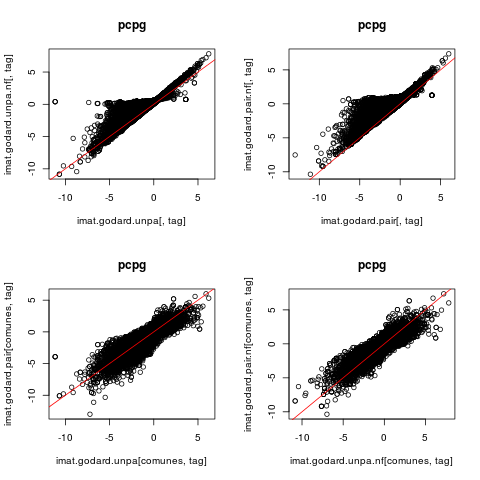 pcpg
imat.godard.unpa.nf[, tag]
5
0
-5
-10
-10
-5
0
5
imat.godard.unpa[, tag]
pcpg
imat.godard.pair.nf[, tag]
5
0
-5
-10
-10
-5
0
5
imat.godard.pair[, tag]
pcpg
imat.godard.pair[comunes, tag]
5
0
-5
-10
-10
-5
0
5
imat.godard.unpa[comunes, tag]
pcpg
imat.godard.pair.nf[comunes, tag]
5
0
-5
-10
-10
-5
0
5
imat.godard.unpa.nf[comunes, tag]